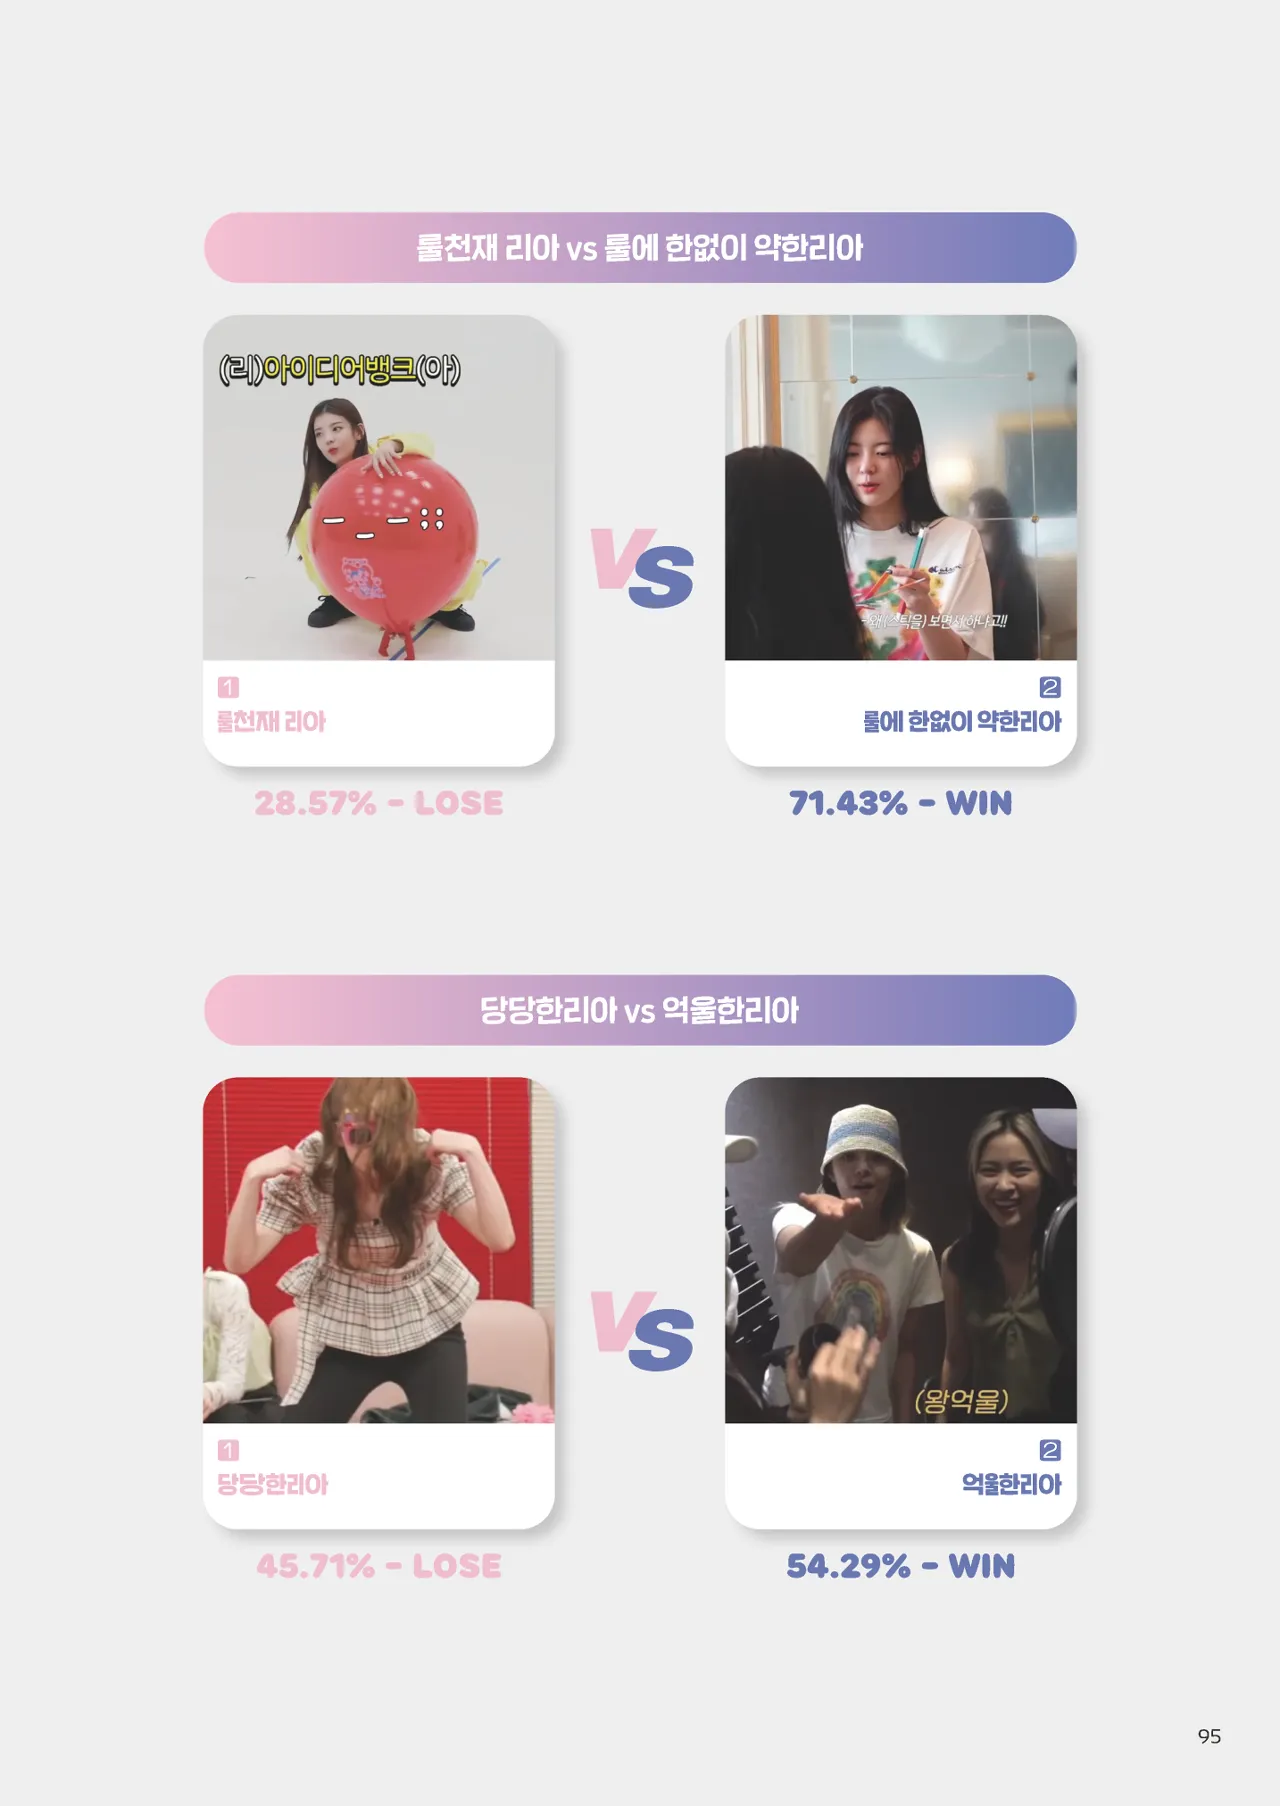 룰천재 리아 vs 룰에 한없이 약한리아
(리)아이디어뱅크(아)
- 왜 (스틱을) 보면서 하냐고!!
VS
1
룰천재 리아
2
룰에 한없이 약한리아
28.57% - LOSE
71.43% - WIN
당당한리아 vs 억울한리아
VS
(왕억울)
1
당당한리아
2
억울한리아
45.71% - LOSE
54.29% - WIN
95